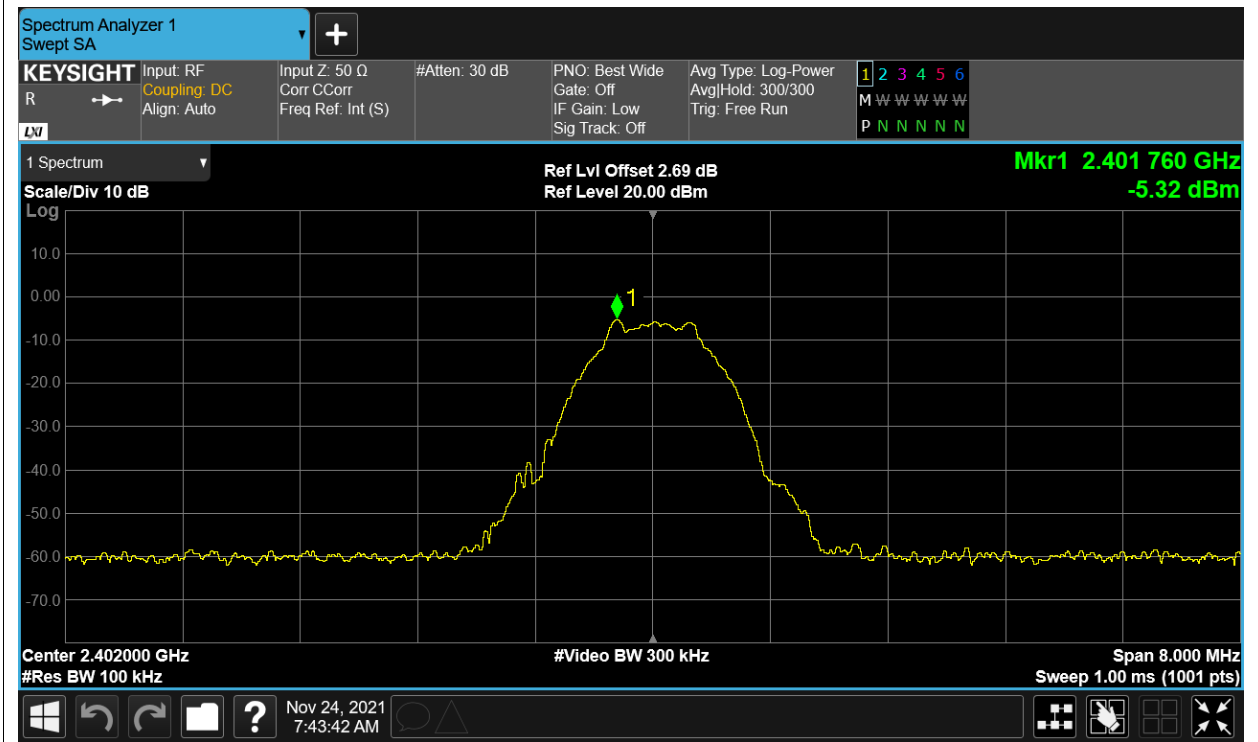 Spectrum Analyzer 1
Swept SA
+
KEYSIGHT
R
LXI
Input: RF
Coupling: DC
Align: Auto
Input Z: 50 Ω
Corr CCorr
Freq Ref: Int (S)
#Atten: 30 dB
PNO: Best Wide
Gate: Off
IF Gain: Low
Sig Track: Off
Avg Type: Log-Power
Avg|Hold: 300/300
Trig: Free Run
1 2 3 4 5 6
M W W W W W
P N N N N N
1 Spectrum
Scale/Div 10 dB
Log
Ref Lvl Offset 2.69 dB
Ref Level 20.00 dBm
Mkr1 2.401 760 GHz
-5.32 dBm
10.0
0.00
-10.0
-20.0
-30.0
-40.0
-50.0
-60.0
-70.0
1
Center 2.402000 GHz
#Res BW 100 kHz
#Video BW 300 kHz
Span 8.000 MHz
Sweep 1.00 ms (1001 pts)
?
Nov 24, 2021
7:43:42 AM